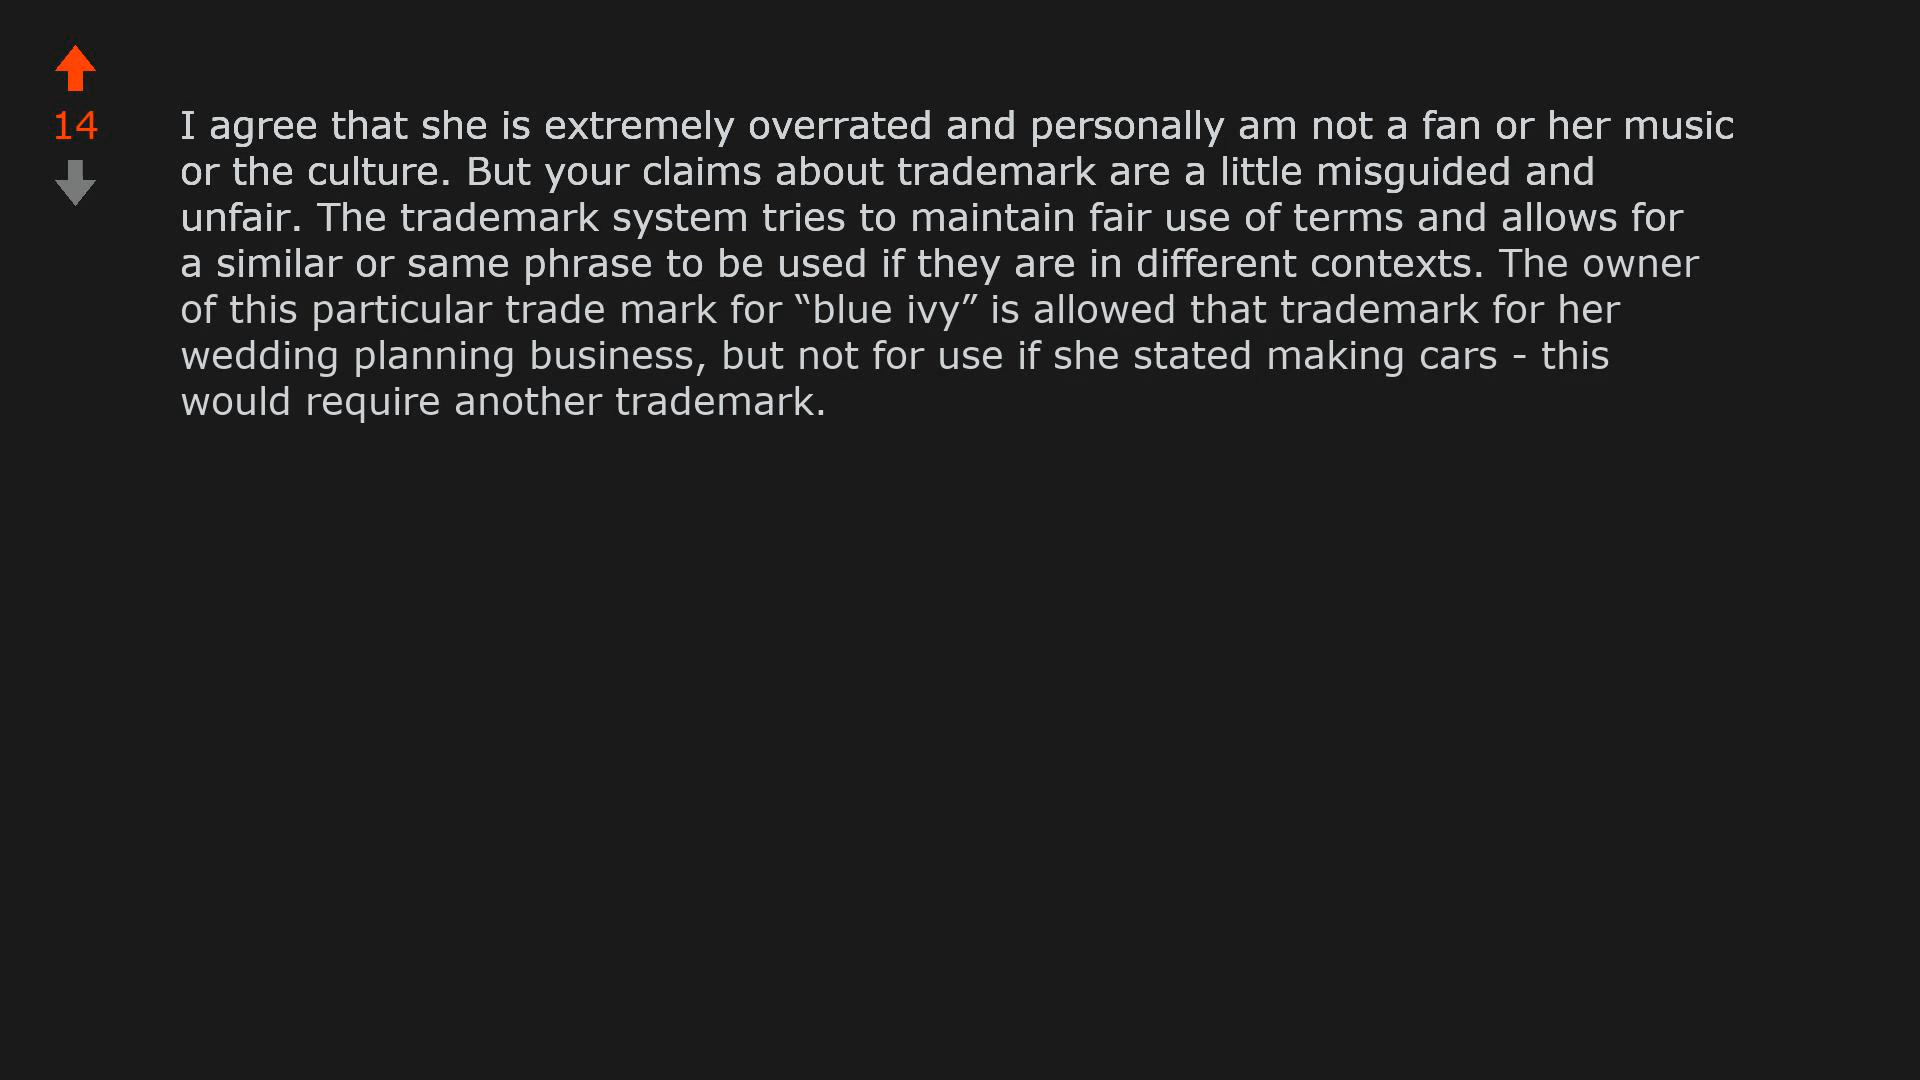 14
I agree that she is extremely overrated and personally am not a fan or her music
or the culture. But your claims about trademark are a little misguided and
unfair. The trademark system tries to maintain fair use of terms and allows for
a similar or same phrase to be used if they are in different contexts. The owner
of this particular trade mark for “blue ivy” is allowed that trademark for her
wedding planning business, but not for use if she stated making cars - this
would require another trademark.